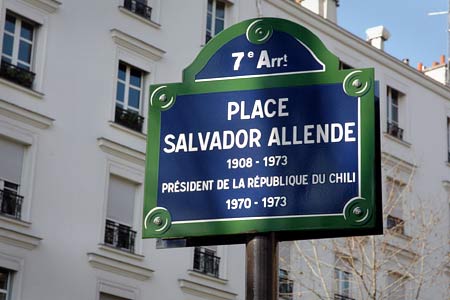 7e Arrt
PLACE
SALVADOR ALLENDE
1908 - 1973
PRÉSIDENT DE LA RÉPUBLIQUE DU CHILI
1970 - 1973